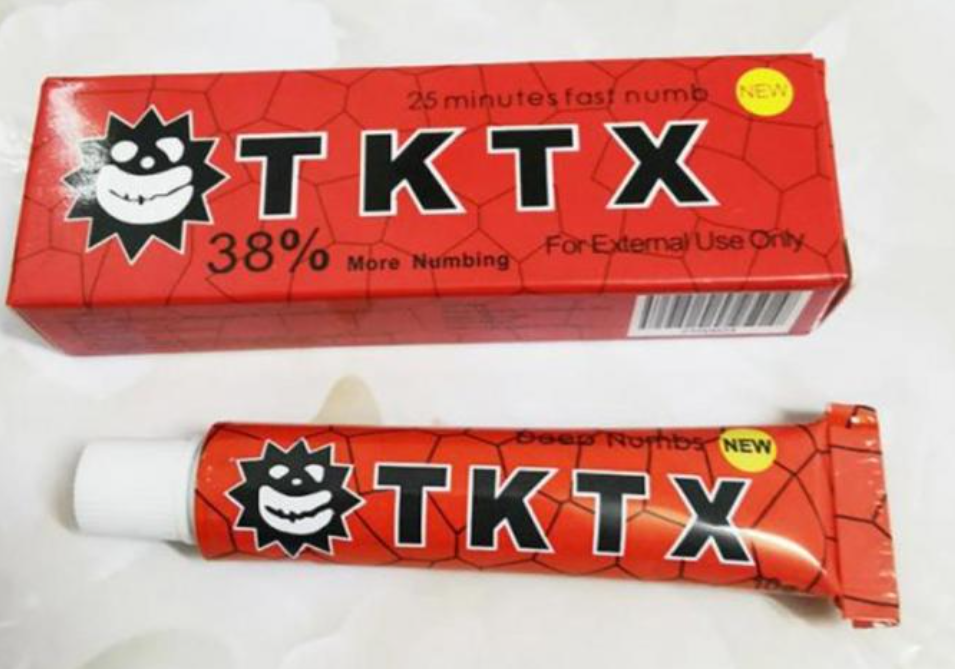 25 minutes fast numb
NEW
TKTX
38% More Numbing
For External Use Only
Deep Numbs
NEW
TKTX